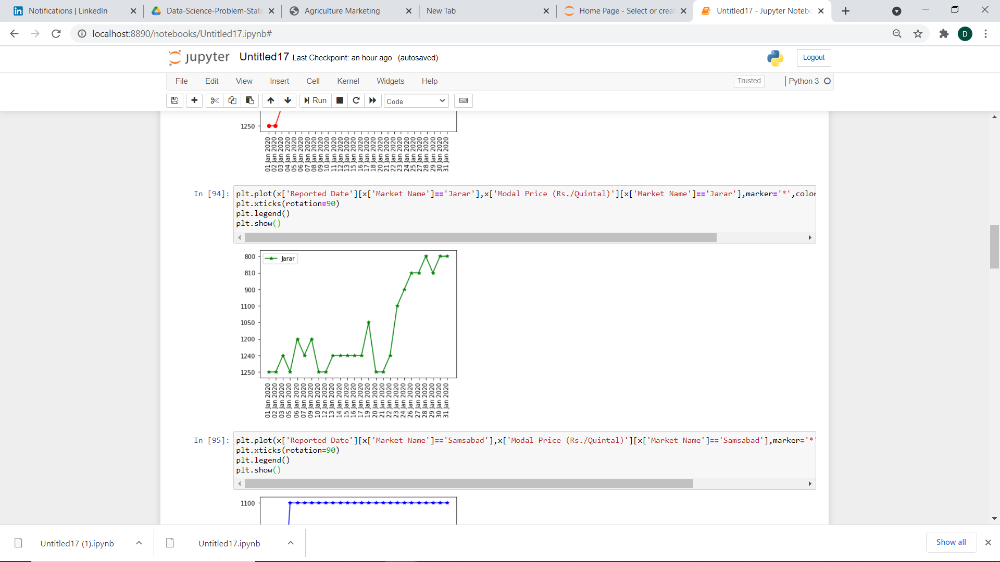 Notifications | LinkedIn
Data-Science-Problem-State
Agriculture Marketing
New Tab
Home Page - Select or creat
Untitled17 - Jupyter Notebo
localhost:8890/notebooks/Untitled17.ipynb#
D
jupyter Untitled17 Last Checkpoint: an hour ago (autosaved)
Logout
File Edit View Insert Cell Kernel Widgets Help
Trusted
Python 3
Run
Code
1250
01 Jan 2020
02 Jan 2020
03 Jan 2020
04 Jan 2020
05 Jan 2020
06 Jan 2020
07 Jan 2020
08 Jan 2020
09 Jan 2020
10 Jan 2020
11 Jan 2020
12 Jan 2020
13 Jan 2020
15 Jan 2020
16 Jan 2020
17 Jan 2020
18 Jan 2020
19 Jan 2020
20 Jan 2020
21 Jan 2020
22 Jan 2020
23 Jan 2020
24 Jan 2020
25 Jan 2020
27 Jan 2020
28 Jan 2020
29 Jan 2020
30 Jan 2020
31 Jan 2020
In [94]:
plt.plot(x['Reported Date'][x['Market Name']=='Jarar'],x['Modal Price (Rs./Quintal)'][x['Market Name']=='Jarar'],marker='*',color
plt.xticks(rotation=90)
plt.legend()
plt.show()
Jarar
800
810
900
1100
1050
1200
1240
1250
01 Jan 2020
02 Jan 2020
03 Jan 2020
05 Jan 2020
06 Jan 2020
07 Jan 2020
09 Jan 2020
10 Jan 2020
12 Jan 2020
13 Jan 2020
14 Jan 2020
15 Jan 2020
16 Jan 2020
17 Jan 2020
19 Jan 2020
20 Jan 2020
21 Jan 2020
22 Jan 2020
23 Jan 2020
24 Jan 2020
26 Jan 2020
27 Jan 2020
28 Jan 2020
29 Jan 2020
30 Jan 2020
31 Jan 2020
In [95]:
plt.plot(x['Reported Date'][x['Market Name']=='Samsabad'],x['Modal Price (Rs./Quintal)'][x['Market Name']=='Samsabad'],marker='*'
plt.xticks(rotation=90)
plt.legend()
plt.show()
1100
Untitled17 (1).ipynb
Untitled17.ipynb
Show all